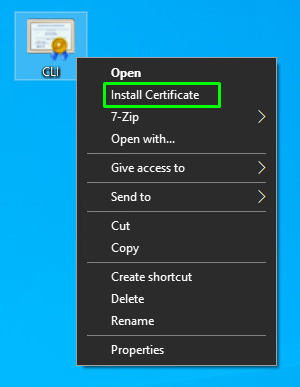 CLI
Open
Install Certificate
7-Zip
Open with...
Give access to
Send to
Cut
Copy
Create shortcut
Delete
Rename
Properties